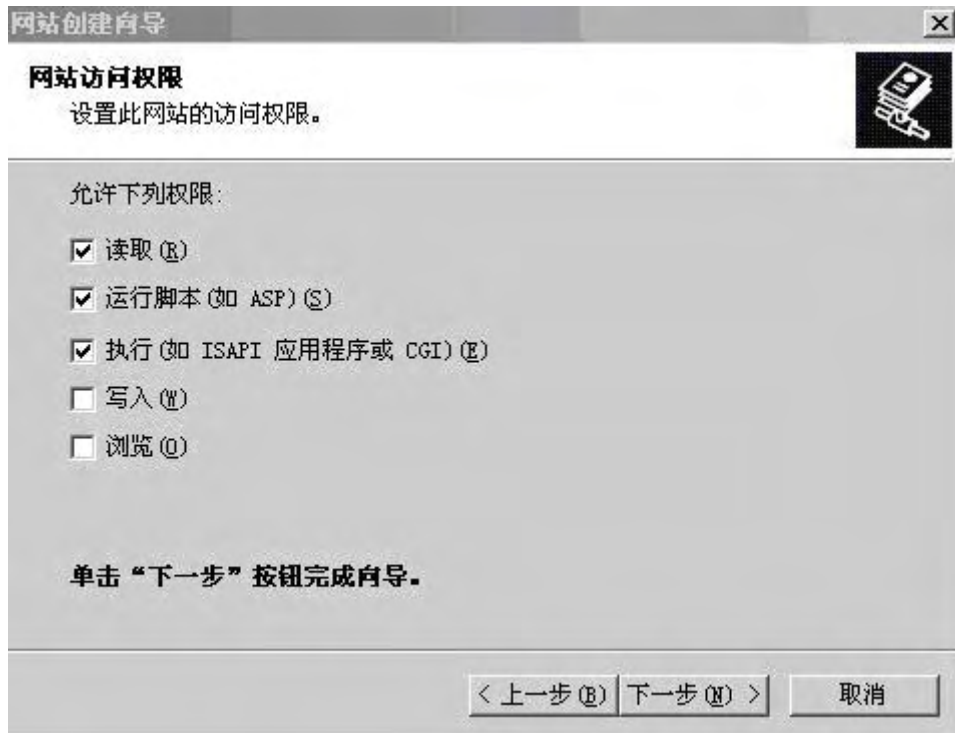 网站创建向导
网站访问权限
设置此网站的访问权限。
允许下列权限:
读取(R)
运行脚本(如 ASP)(S)
执行(如 ISAPI 应用程序或 CGI)(E)
写入(W)
浏览(O)
单击“下一步”按钮完成向导。
< 上一步(B) 下一步(N) > 取消